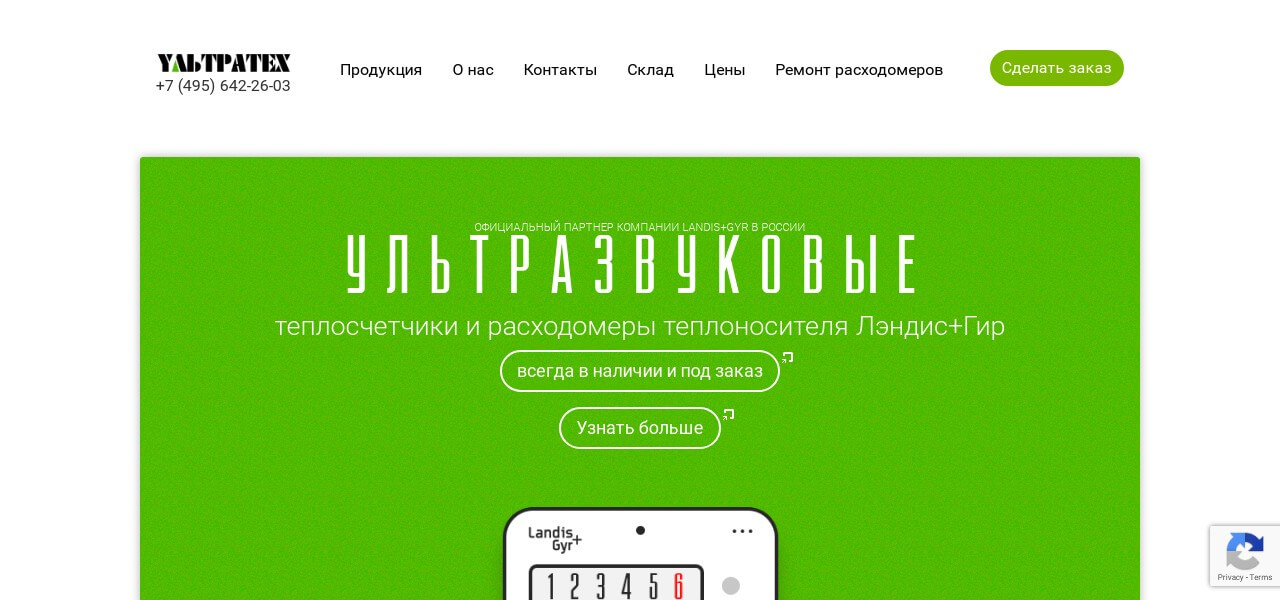 УЛЬТРАТЕХ
+7 (495) 642-26-03
Продукция О нас Контакты Склад Цены Ремонт расходомеров
Сделать заказ
ОФИЦИАЛЬНЫЙ ПАРТНЕР КОМПАНИИ LANDIS+GYR В РОССИИ
УЛЬТРАЗВУКОВЫЕ
теплосчетчики и расходомеры теплоносителя Лэндис+Гир
всегда в наличии и под заказ
Узнать больше
Landis
Gyr+
123456
Privacy - Terms